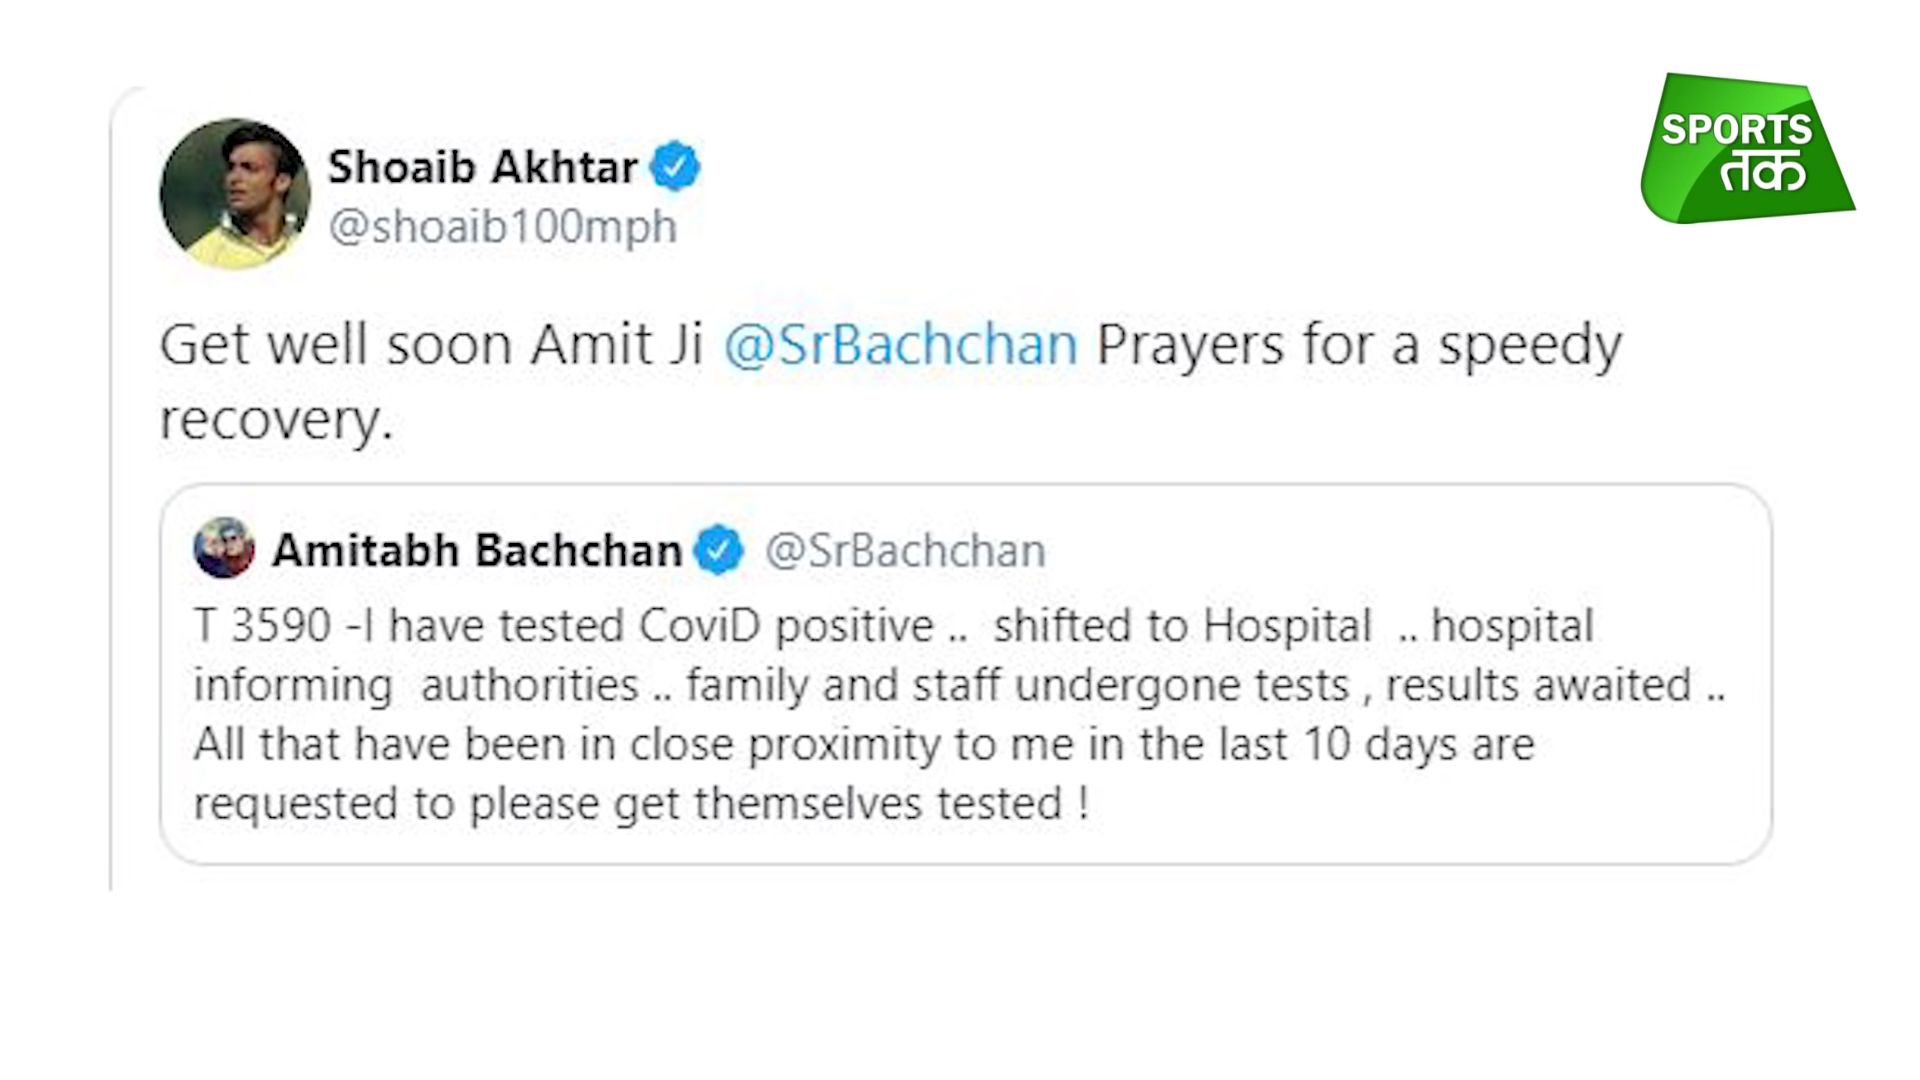 SPORTS
तक
Shoaib Akhtar
@shoaib100mph
Get well soon Amit Ji @SrBachchan Prayers for a speedy
recovery.
Amitabh Bachchan @SrBachchan
T 3590 -I have tested CoviD positive ..  shifted to Hospital  .. hospital
informing  authorities .. family and staff undergone tests , results awaited ..
All that have been in close proximity to me in the last 10 days are
requested to please get themselves tested !